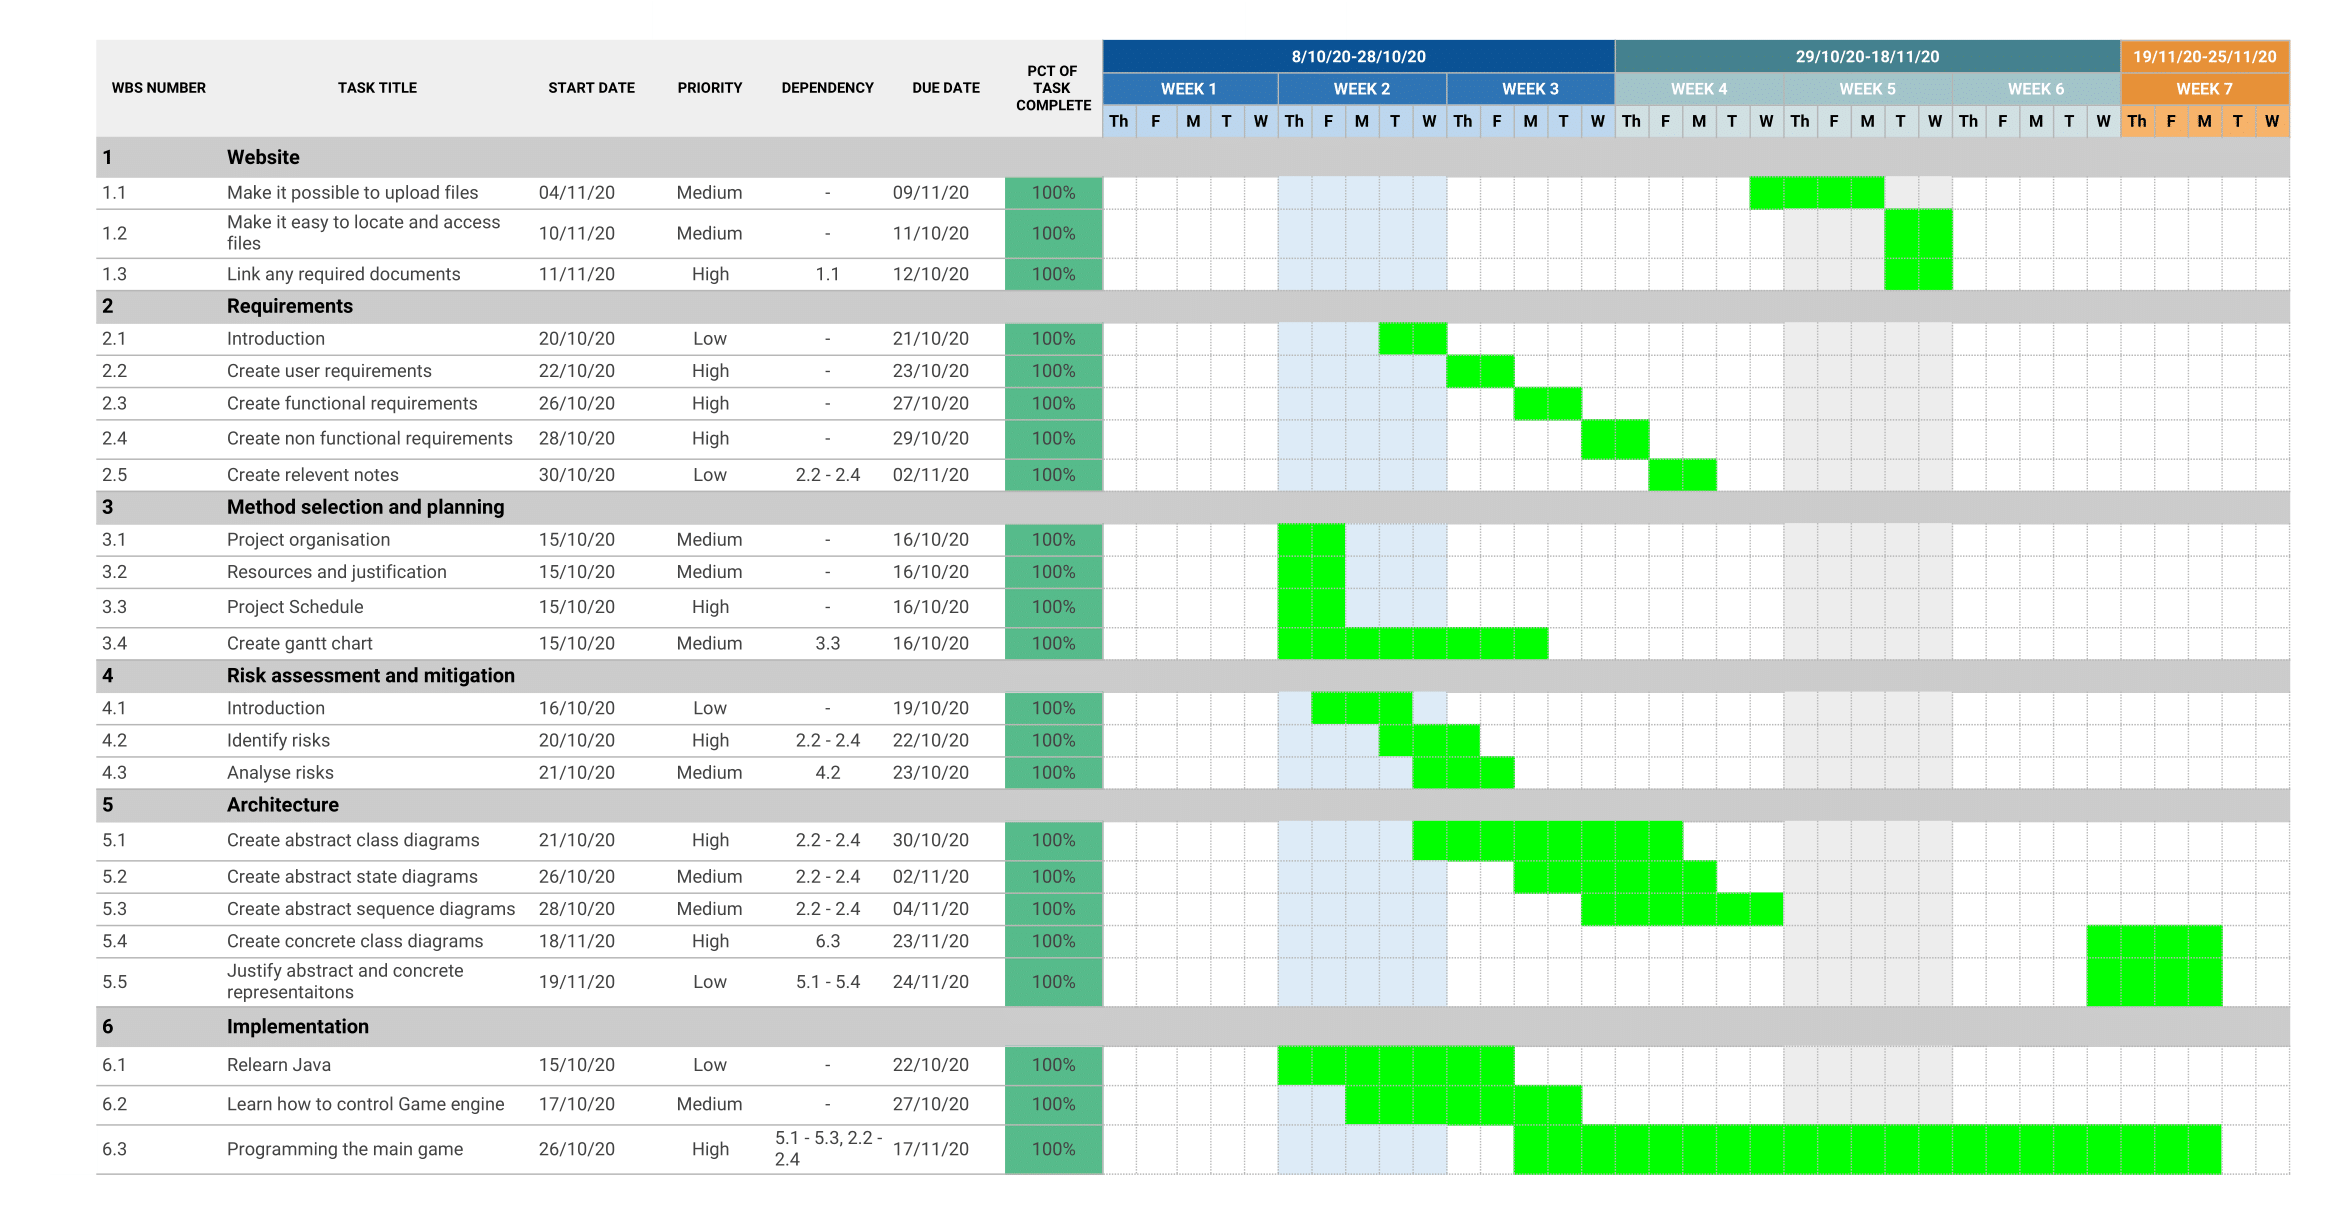 WBS NUMBER TASK TITLE START DATE PRIORITY DEPENDENCY DUE DATE PCT OF TASK COMPLETE
8/10/20-28/10/20 29/10/20-18/11/20 19/11/20-25/11/20
WEEK 1 WEEK 2 WEEK 3 WEEK 4 WEEK 5 WEEK 6 WEEK 7
Th F M T W Th F M T W Th F M T W Th F M T W Th F M T W Th F M T W Th F M T W
1 Website
1.1 Make it possible to upload files 04/11/20 Medium - 09/11/20 100%
1.2 Make it easy to locate and access files 10/11/20 Medium - 11/10/20 100%
1.3 Link any required documents 11/11/20 High 1.1 12/10/20 100%
2 Requirements
2.1 Introduction 20/10/20 Low - 21/10/20 100%
2.2 Create user requirements 22/10/20 High - 23/10/20 100%
2.3 Create functional requirements 26/10/20 High - 27/10/20 100%
2.4 Create non functional requirements 28/10/20 High - 29/10/20 100%
2.5 Create relevent notes 30/10/20 Low 2.2 - 2.4 02/11/20 100%
3 Method selection and planning
3.1 Project organisation 15/10/20 Medium - 16/10/20 100%
3.2 Resources and justification 15/10/20 Medium - 16/10/20 100%
3.3 Project Schedule 15/10/20 High - 16/10/20 100%
3.4 Create gantt chart 15/10/20 Medium 3.3 16/10/20 100%
4 Risk assessment and mitigation
4.1 Introduction 16/10/20 Low - 19/10/20 100%
4.2 Identify risks 20/10/20 High 2.2 - 2.4 22/10/20 100%
4.3 Analyse risks 21/10/20 Medium 4.2 23/10/20 100%
5 Architecture
5.1 Create abstract class diagrams 21/10/20 High 2.2 - 2.4 30/10/20 100%
5.2 Create abstract state diagrams 26/10/20 Medium 2.2 - 2.4 02/11/20 100%
5.3 Create abstract sequence diagrams 28/10/20 Medium 2.2 - 2.4 04/11/20 100%
5.4 Create concrete class diagrams 18/11/20 High 6.3 23/11/20 100%
5.5 Justify abstract and concrete representaitons 19/11/20 Low 5.1 - 5.4 24/11/20 100%
6 Implementation
6.1 Relearn Java 15/10/20 Low - 22/10/20 100%
6.2 Learn how to control Game engine 17/10/20 Medium - 27/10/20 100%
6.3 Programming the main game 26/10/20 High 5.1 - 5.3, 2.2 - 2.4 17/11/20 100%